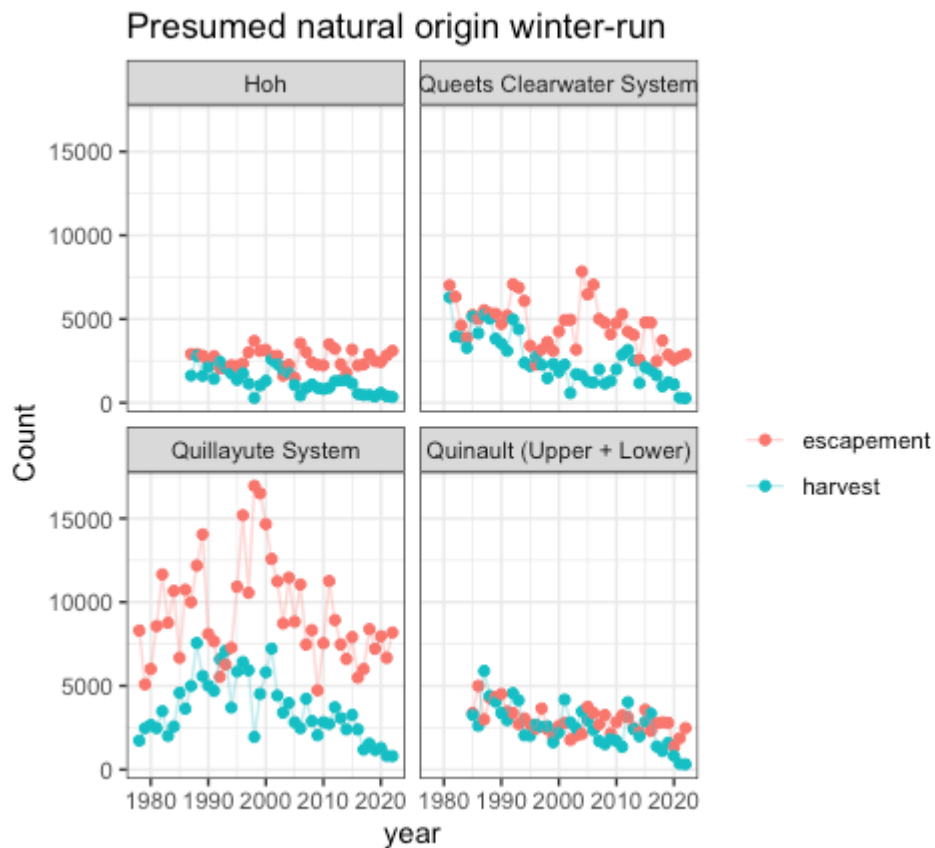 Presumed natural origin winter-run
Hoh
Queets Clearwater System
15000
10000
5000
0
Count
Quillayute System
Quinault (Upper + Lower)
15000
10000
5000
0
1980 1990 2000 2010 2020
1980 1990 2000 2010 2020
year
escapement
harvest